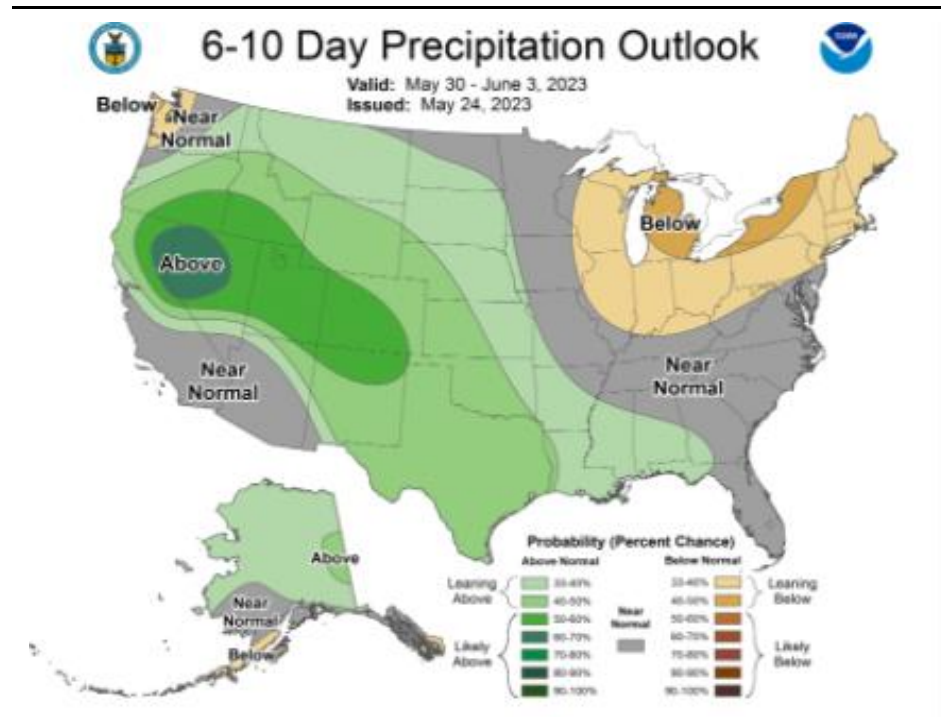 6-10 Day Precipitation Outlook
Valid: May 30 - June 3, 2023
Issued: May 24, 2023
Below
Near
Normal
Above
Near
Normal
Below
Near
Normal
Above
Near
Normal
Below
Probability (Percent Chance)
Above Normal
Below Normal
Leaning
Above
33-40%
40-50%
Likely
Above
50-60%
60-70%
70-80%
80-90%
90-100%
Near
Normal
33-40%
40-50%
Leaning
Below
50-60%
60-70%
70-80%
80-90%
90-100%
Likely
Below